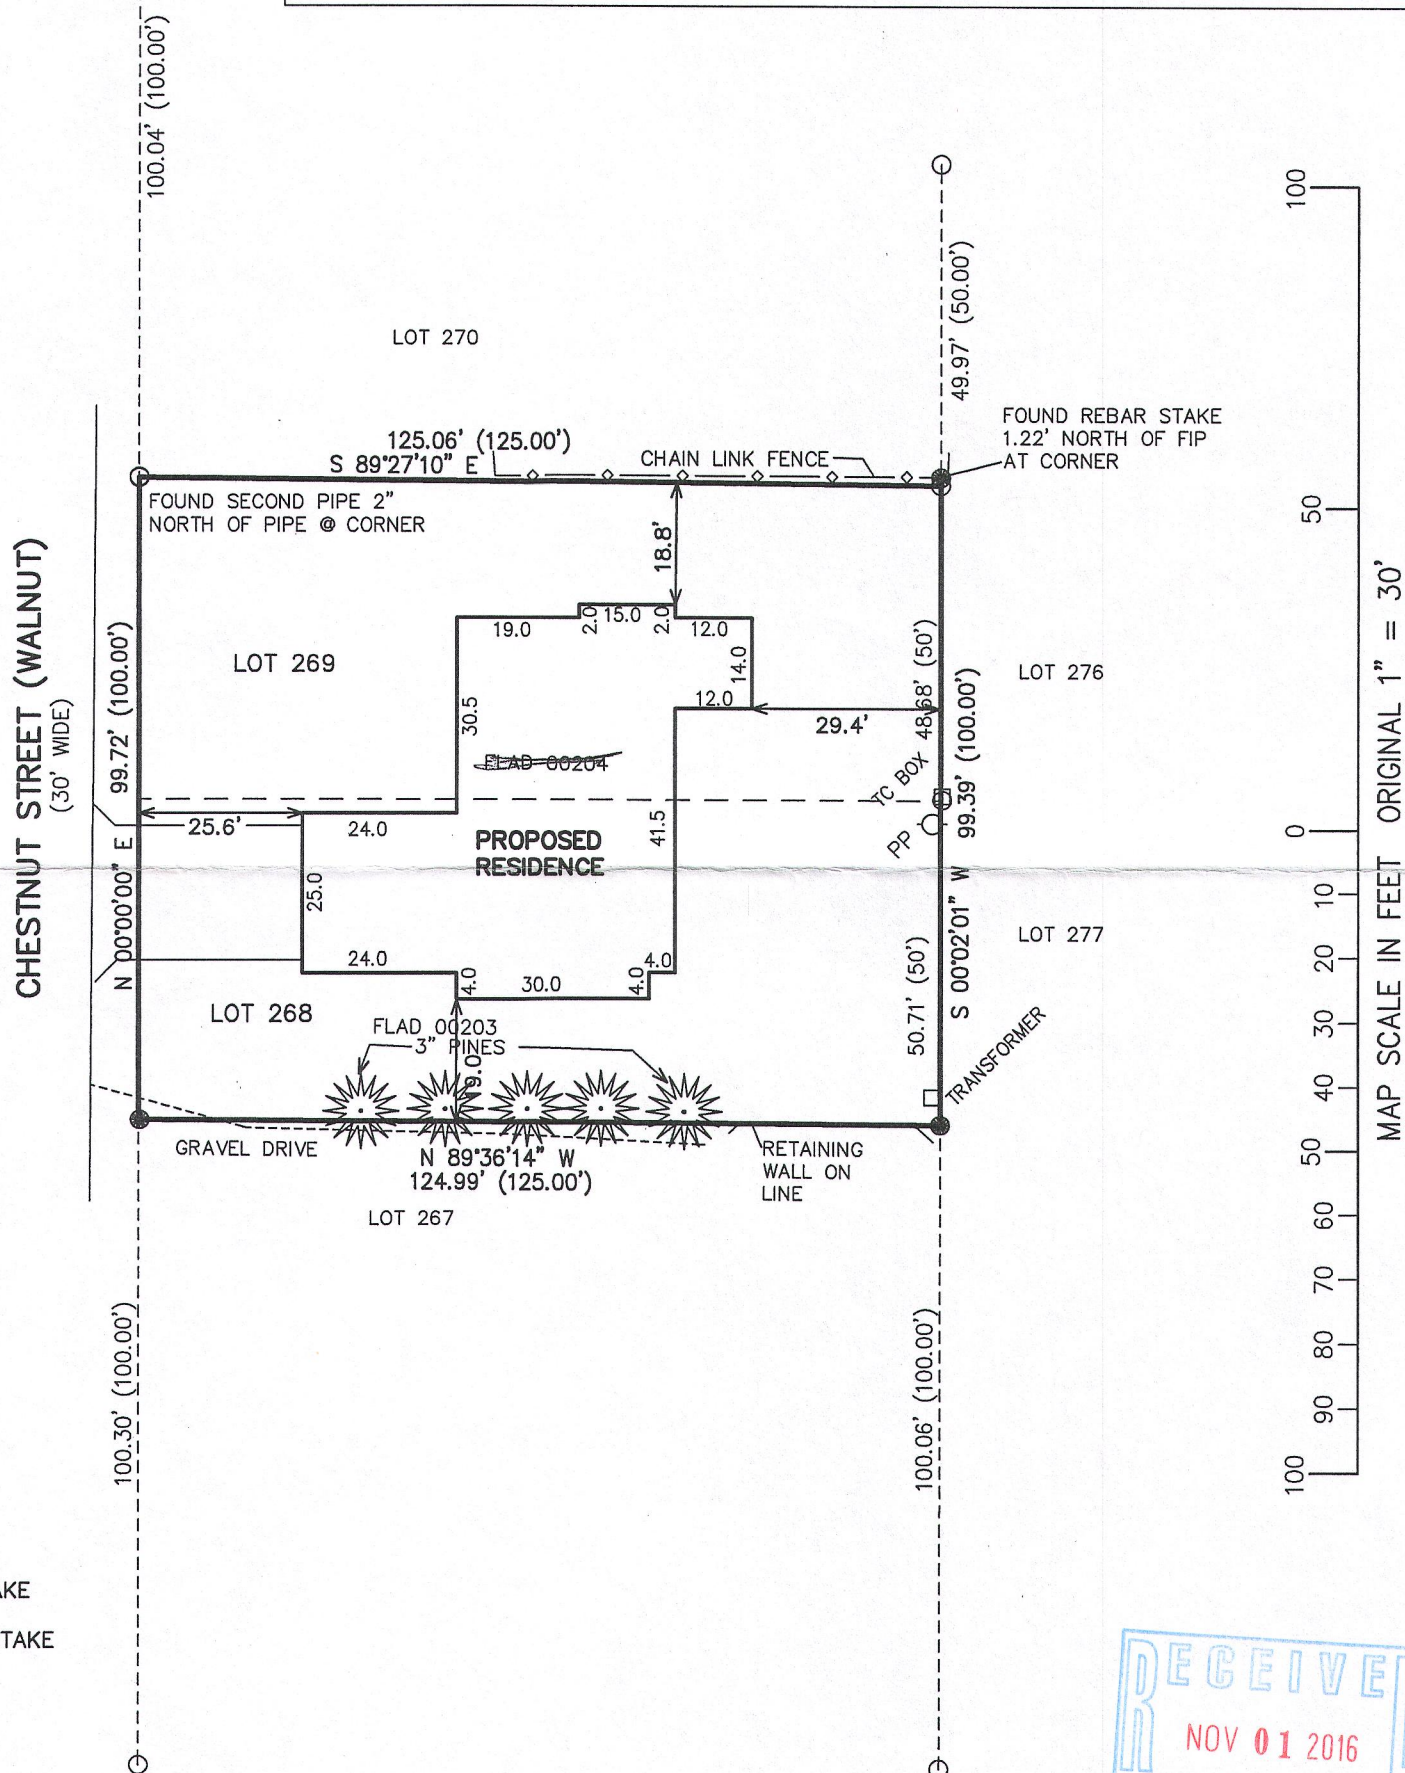 100.04' (100.00')
LOT 270
49.97' (50.00')
FOUND REBAR STAKE
1.22' NORTH OF FIP
AT CORNER
125.06' (125.00')
S 89°27'10" E
CHAIN LINK FENCE
FOUND SECOND PIPE 2"
NORTH OF PIPE @ CORNER
CHESTNUT STREET (WALNUT)
(30' WIDE)
18.8'
19.0
2.0
15.0
2.0
12.0
LOT 269
14.0
12.0
30.5
29.4'
48.68' (50')
LOT 276
99.72' (100.00')
N 00°00'00" E
99.39' (100.00')
S 00°02'01" W
FLAD 00204
TC BOX
PP
25.6'
24.0
PROPOSED
RESIDENCE
41.5
25.0
24.0
4.0
30.0
4.0
4.0
LOT 277
50.71' (50')
LOT 268
FLAD 00203
3" PINES
19.0
TRANSFORMER
GRAVEL DRIVE
N 89°36'14" W
124.99' (125.00')
RETAINING
WALL ON
LINE
LOT 267
100.30' (100.00')
100.06' (100.00')
100
50
0
10
20
30
40
50
60
70
80
90
100
MAP SCALE IN FEET ORIGINAL 1" = 30'
AKE
TAKE
RECEIVE
NOV 01 2016